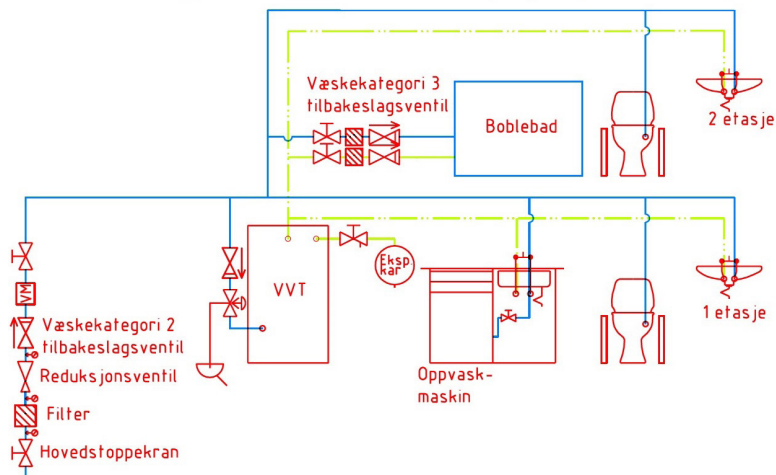 Væskekategori 3
tilbakeslagsventil
Boblebad
2 etasje
VVT
Eksp
kar
VM
Væskekategori 2
tilbakeslagsventil
Reduksjonsventil
Filter
Hovedstoppekran
Oppvask-
maskin
1 etasje